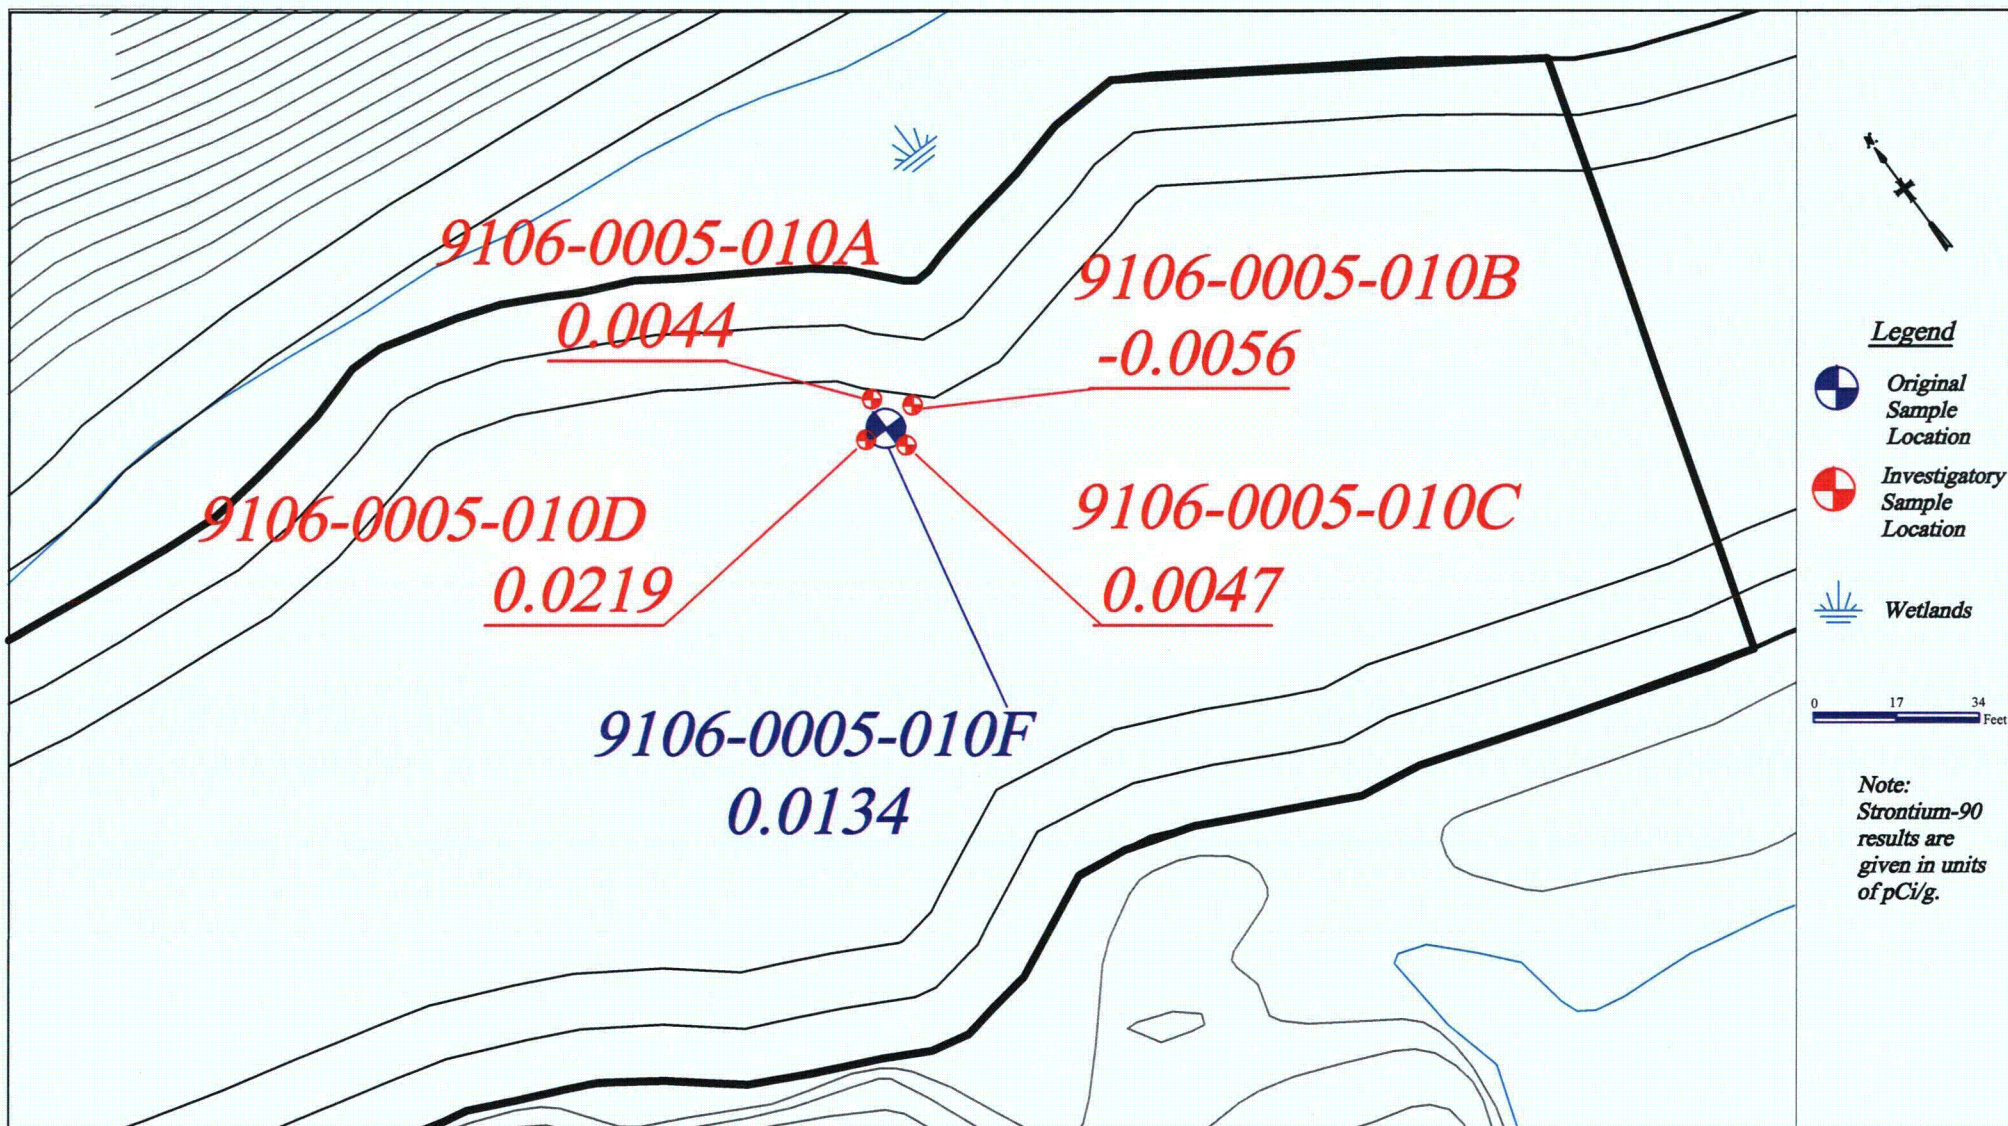 9106-0005-010A
0.0044
9106-0005-010B
-0.0056
9106-0005-010D
0.0219
9106-0005-010C
0.0047
9106-0005-010F
0.0134
N
Legend
Original
Sample
Location
Investigatory
Sample
Location
Wetlands
0 17 34
Feet
Note:
Strontium-90
results are
given in units
of pCi/g.